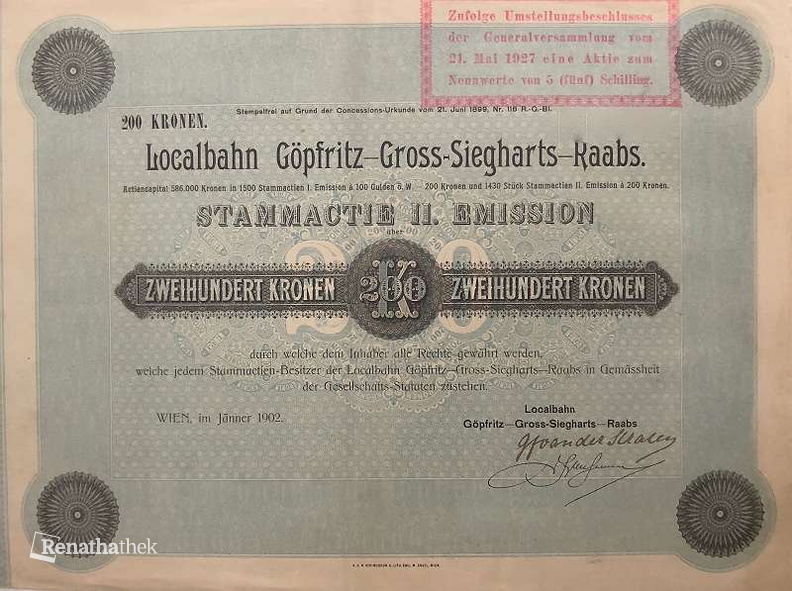 Zufolge Umstellungsbeschlusses
der Generalversammlung vom
21. Mai 1927 eine Aktie zum
Nennwerte von 5 (fünf) Schilling.
Stempelfrei auf Grund der Concessions-Urkunde vom 21. Juni 1899, Nr. 116 R.-G.-Bl.
200 KRONEN.
Localbahn Göpfritz–Gross-Siegharts–Raabs.
Actiencapital 586.000 Kronen in 1500 Stammactien I. Emission à 100 Gulden ö. W. 200 Kronen und 1430 Stück Stammactien II. Emission à 200 Kronen.
STAMMACTIE II. EMISSION
über
ZWEIHUNDERT KRONEN K 200 ZWEIHUNDERT KRONEN
durch welche dem Inhaber alle Rechte gewährt werden,
welche jedem Stammactien-Besitzer der Localbahn Göpfritz–Gross-Siegharts–Raabs in Gemässheit
der Gesellschafts-Statuten zustehen.
WIEN, im Jänner 1902.
Localbahn
Göpfritz–Gross-Siegharts–Raabs
Renathathek